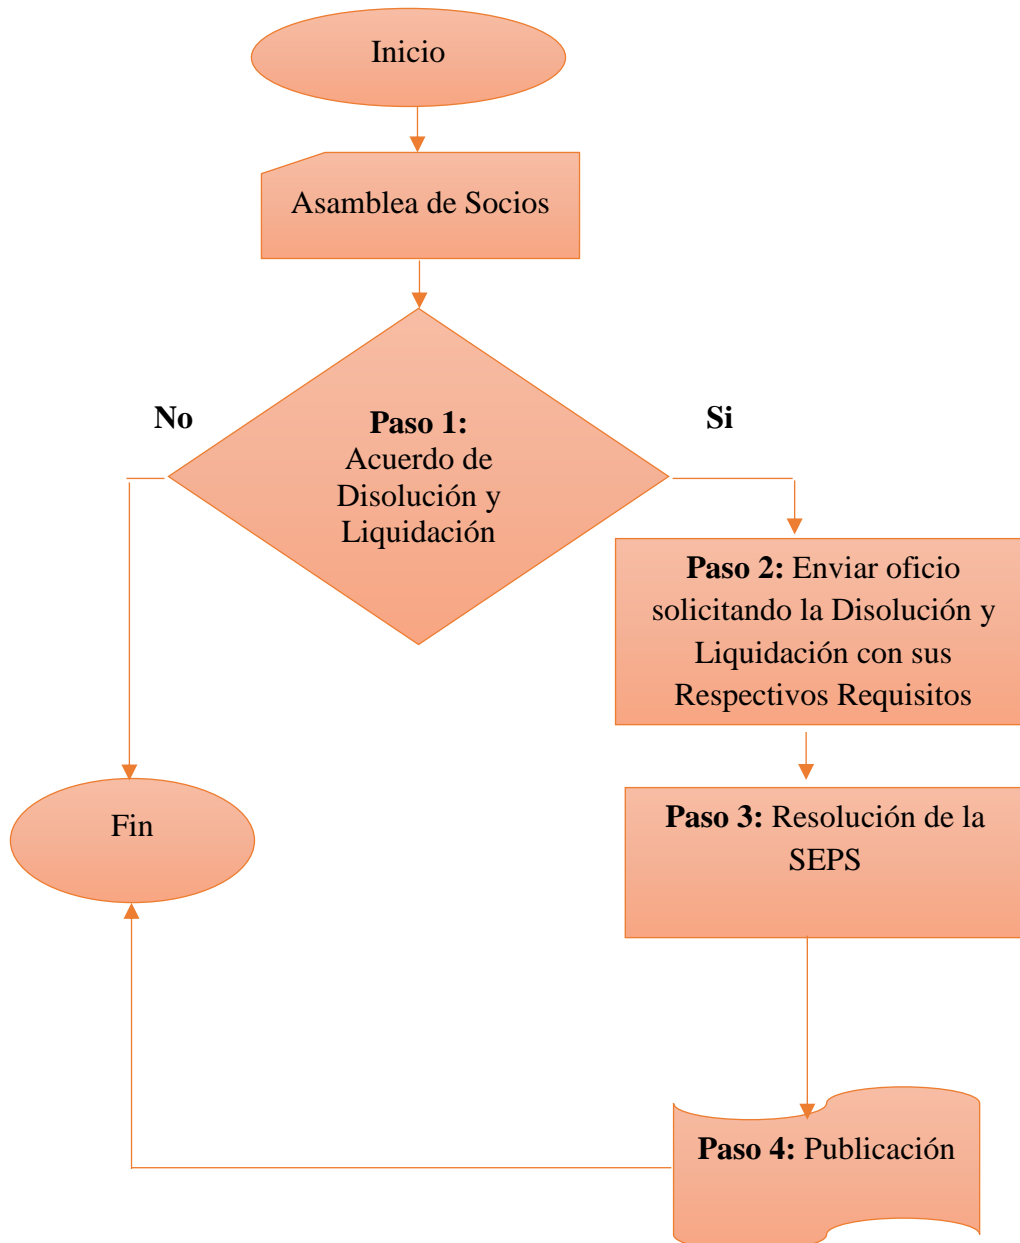 Inicio
Asamblea de Socios
No
Si
Paso 1:
Acuerdo de
Disolución y
Liquidación
Paso 2: Enviar oficio
solicitando la Disolución y
Liquidación con sus
Respectivos Requisitos
Fin
Paso 3: Resolución de la
SEPS
Paso 4: Publicación